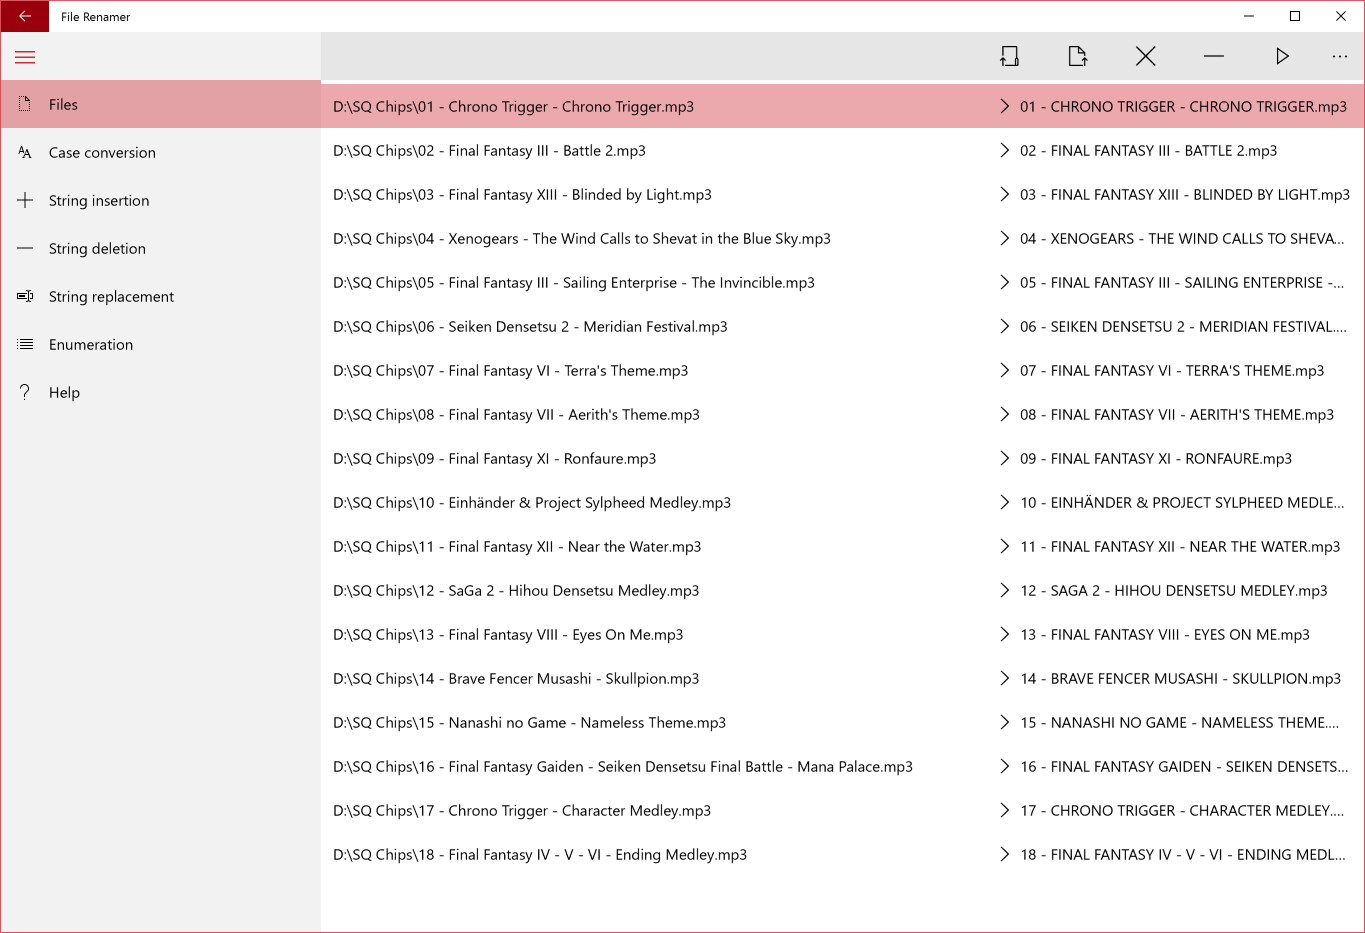 File Renamer
Files
Case conversion
String insertion
String deletion
String replacement
Enumeration
Help
D:\SQ Chips\01 - Chrono Trigger - Chrono Trigger.mp3 01 - CHRONO TRIGGER - CHRONO TRIGGER.mp3
D:\SQ Chips\02 - Final Fantasy III - Battle 2.mp3 02 - FINAL FANTASY III - BATTLE 2.mp3
D:\SQ Chips\03 - Final Fantasy XIII - Blinded by Light.mp3 03 - FINAL FANTASY XIII - BLINDED BY LIGHT.mp3
D:\SQ Chips\04 - Xenogears - The Wind Calls to Shevat in the Blue Sky.mp3 04 - XENOGEARS - THE WIND CALLS TO SHEVA...
D:\SQ Chips\05 - Final Fantasy III - Sailing Enterprise - The Invincible.mp3 05 - FINAL FANTASY III - SAILING ENTERPRISE -...
D:\SQ Chips\06 - Seiken Densetsu 2 - Meridian Festival.mp3 06 - SEIKEN DENSETSU 2 - MERIDIAN FESTIVAL....
D:\SQ Chips\07 - Final Fantasy VI - Terra's Theme.mp3 07 - FINAL FANTASY VI - TERRA'S THEME.mp3
D:\SQ Chips\08 - Final Fantasy VII - Aerith's Theme.mp3 08 - FINAL FANTASY VII - AERITH'S THEME.mp3
D:\SQ Chips\09 - Final Fantasy XI - Ronfaure.mp3 09 - FINAL FANTASY XI - RONFAURE.mp3
D:\SQ Chips\10 - Einhänder & Project Sylpheed Medley.mp3 10 - EINHÄNDER & PROJECT SYLPHEED MEDLE...
D:\SQ Chips\11 - Final Fantasy XII - Near the Water.mp3 11 - FINAL FANTASY XII - NEAR THE WATER.mp3
D:\SQ Chips\12 - SaGa 2 - Hihou Densetsu Medley.mp3 12 - SAGA 2 - HIHOU DENSETSU MEDLEY.mp3
D:\SQ Chips\13 - Final Fantasy VIII - Eyes On Me.mp3 13 - FINAL FANTASY VIII - EYES ON ME.mp3
D:\SQ Chips\14 - Brave Fencer Musashi - Skullpion.mp3 14 - BRAVE FENCER MUSASHI - SKULLPION.mp3
D:\SQ Chips\15 - Nanashi no Game - Nameless Theme.mp3 15 - NANASHI NO GAME - NAMELESS THEME....
D:\SQ Chips\16 - Final Fantasy Gaiden - Seiken Densetsu Final Battle - Mana Palace.mp3 16 - FINAL FANTASY GAIDEN - SEIKEN DENSETS...
D:\SQ Chips\17 - Chrono Trigger - Character Medley.mp3 17 - CHRONO TRIGGER - CHARACTER MEDLEY....
D:\SQ Chips\18 - Final Fantasy IV - V - VI - Ending Medley.mp3 18 - FINAL FANTASY IV - V - VI - ENDING MEDL...